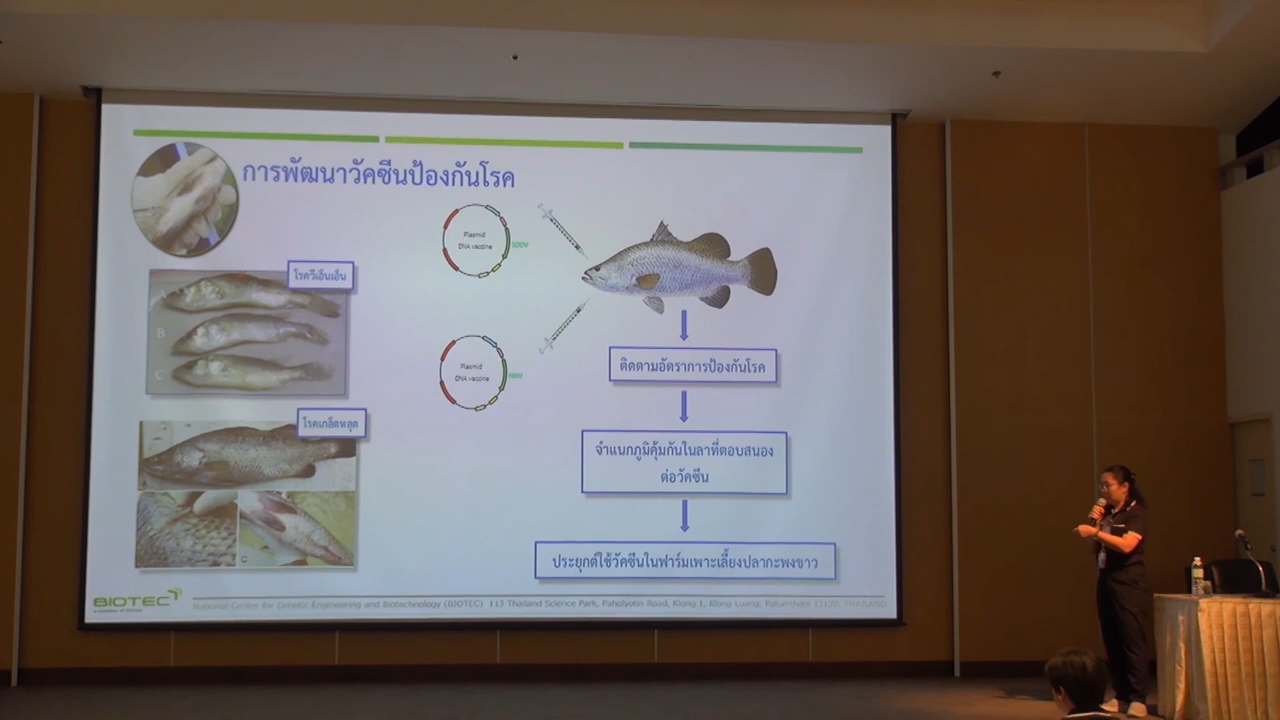 การพัฒนาวัคซีนป้องกันโรค
โรควีเอ็นเอ็น
B
C
โรคเกล็ดหลุด
A
C
Plasmid
DNA vaccine
SDDV
Plasmid
DNA vaccine
NNV
ติดตามอัตราการป้องกันโรค
จำแนกภูมิคุ้มกันในลาที่ตอบสนอง
ต่อวัคซีน
ประยุกต์ใช้วัคซีนในฟาร์มเพาะเลี้ยงปลากะพงขาว
BIOTEC
National Center for Genetic Engineering and Biotechnology (BIOTEC) 113 Thailand Science Park, Paholyotin Road, Klong 1, Klong Luang, Pathumthani 12120, THAILAND